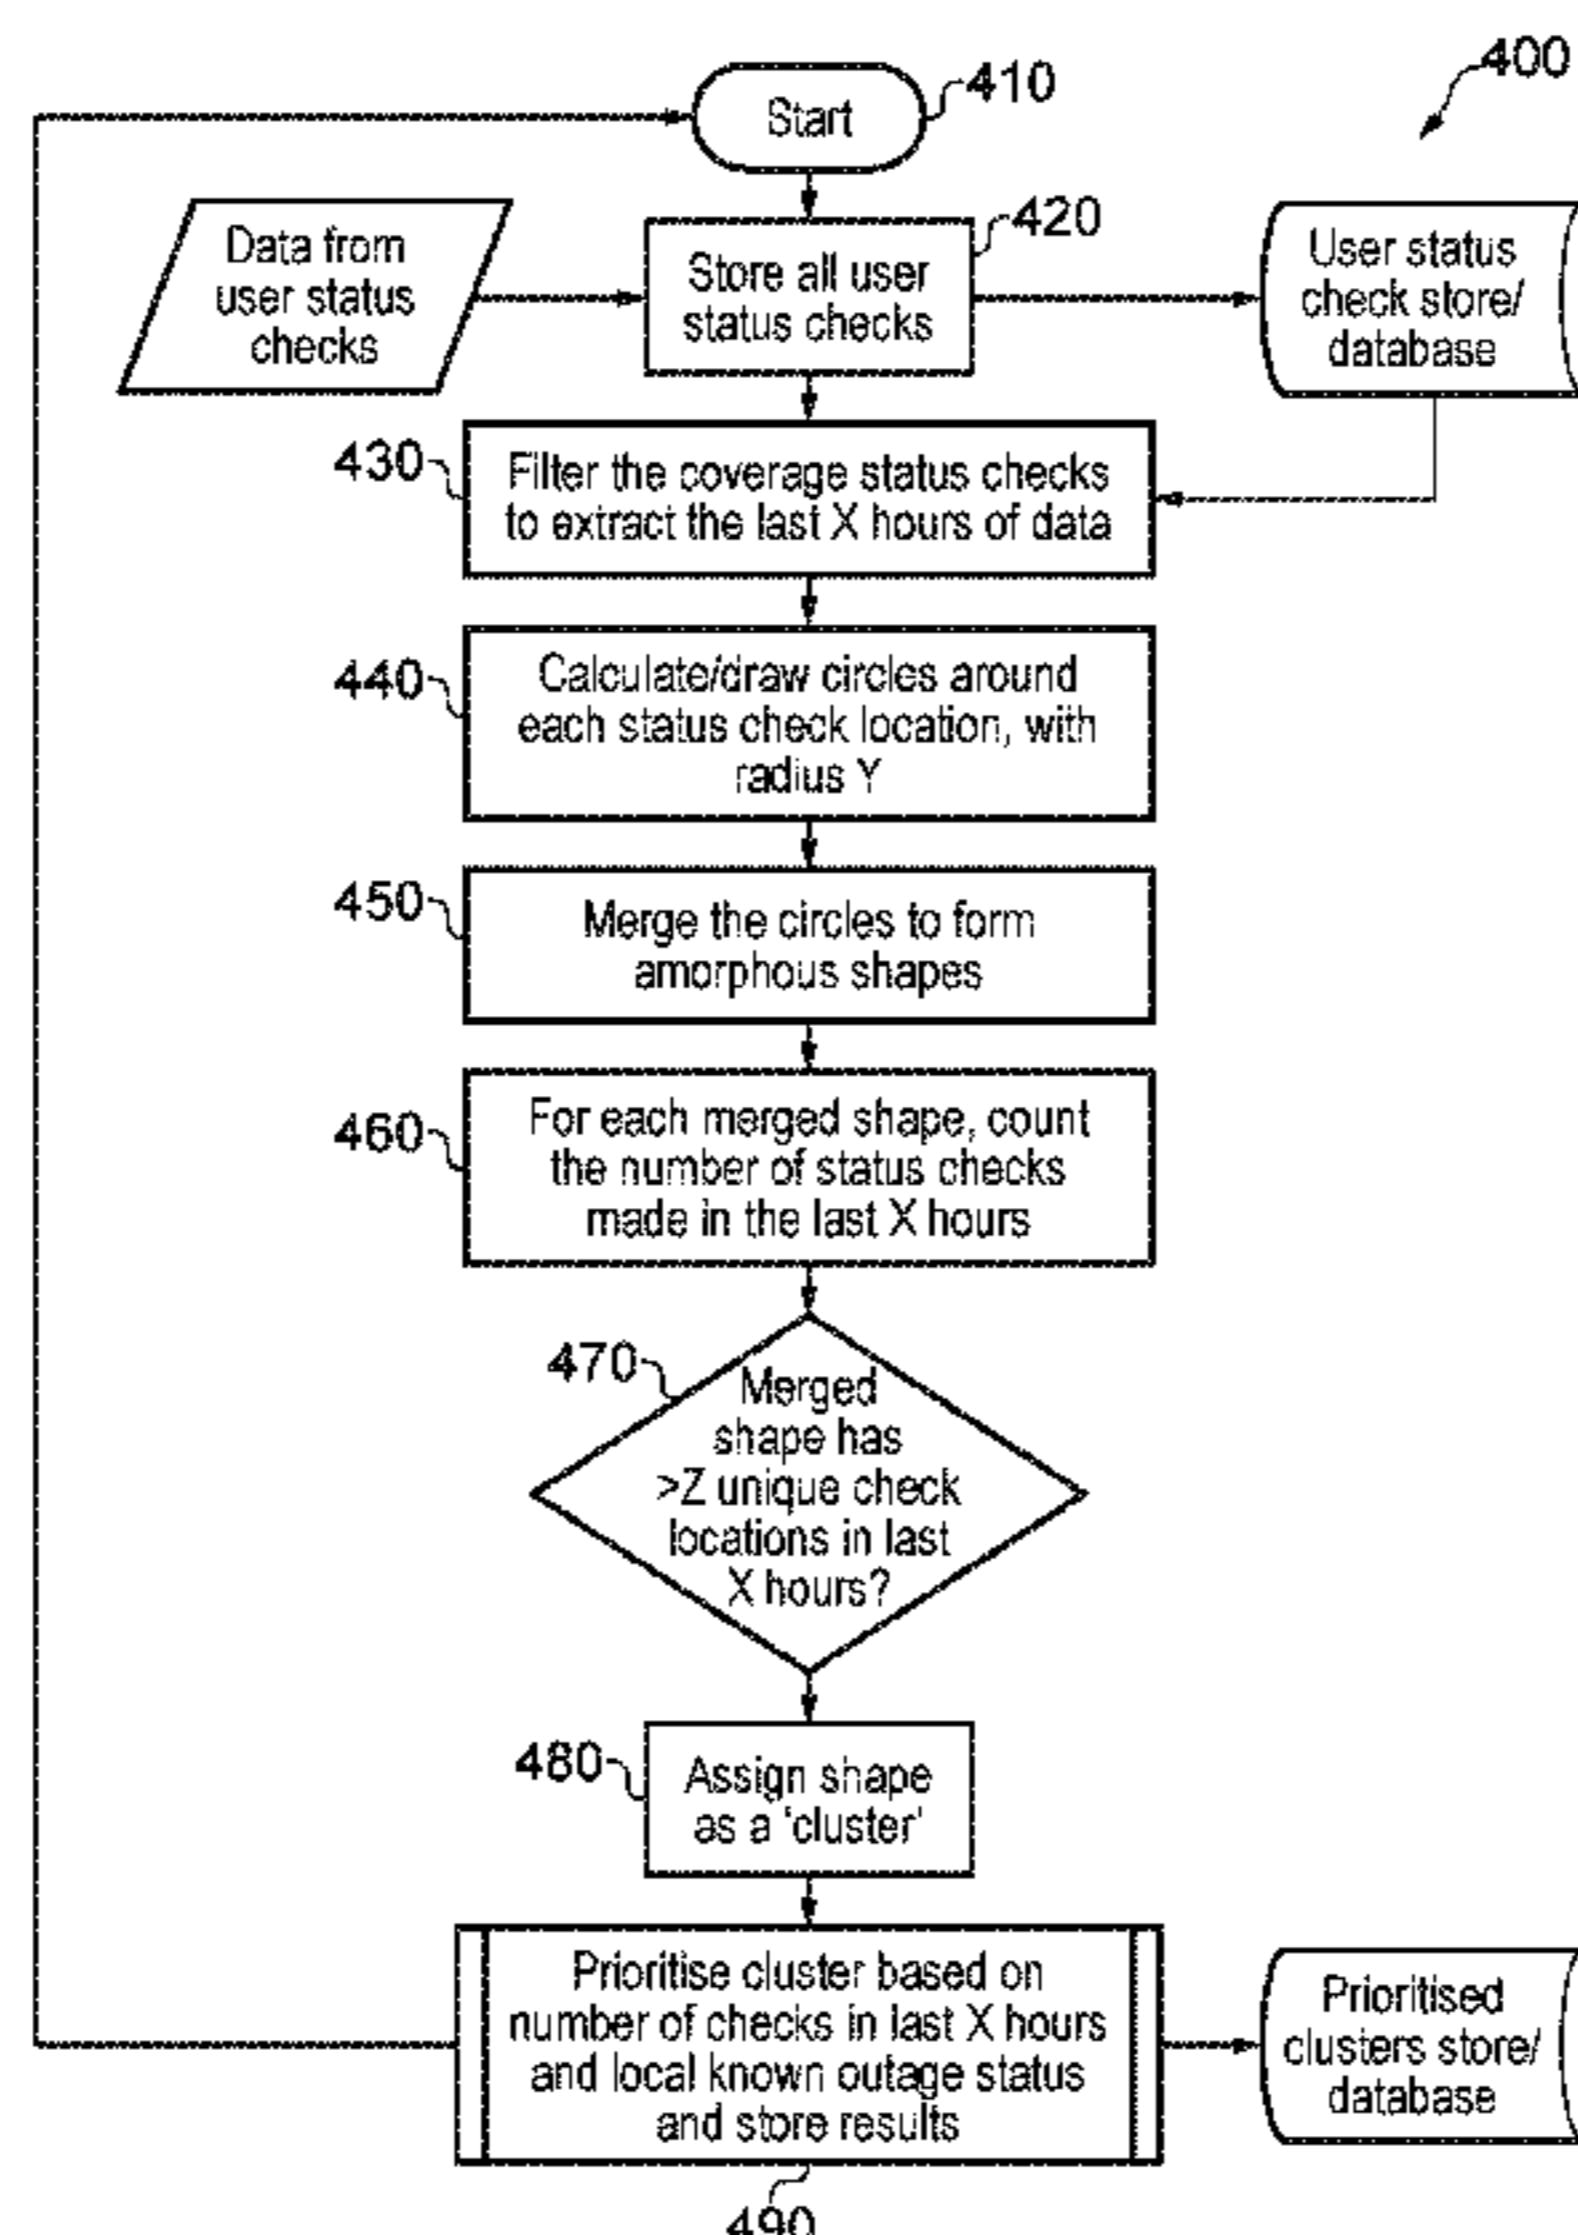 400
Start
410
Data from
user status
checks
Store all user
status checks
420
User status
check store/
database
430
Filter the coverage status checks
to extract the last X hours of data
440
Calculate/draw circles around
each status check location, with
radius Y
450
Merge the circles to form
amorphous shapes
460
For each merged shape, count
the number of status checks
made in the last X hours
470
Merged
shape has
>Z unique check
locations in last
X hours?
480
Assign shape
as a ‘cluster’
Prioritise cluster based on
number of checks in last X hours
and local known outage status
and store results
Prioritised
clusters store/
database
490